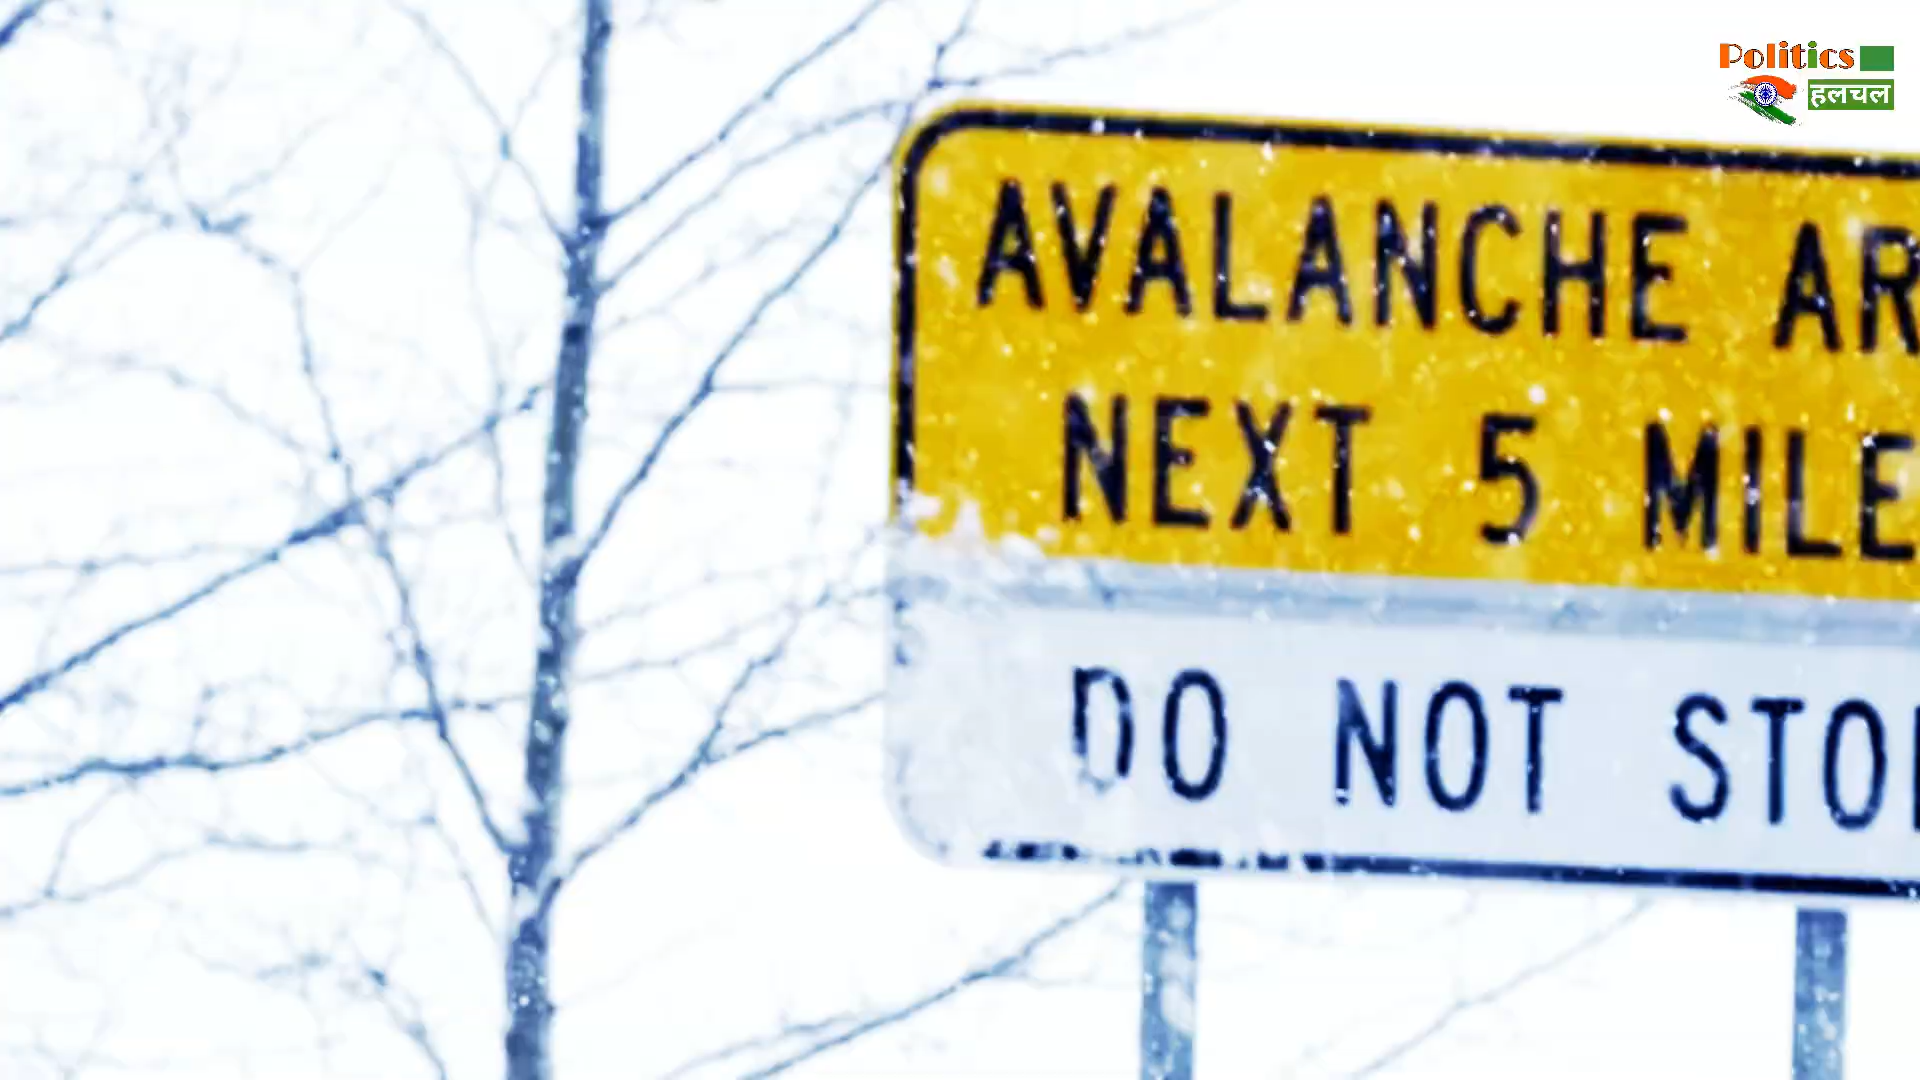 Politics
हलचल
AVALANCHE AR
NEXT 5 MILE
DO NOT STO